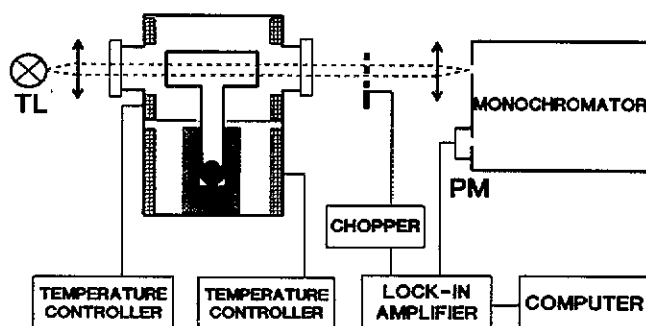 TL
MONOCHROMATOR
PM
CHOPPER
TEMPERATURE
CONTROLLER
TEMPERATURE
CONTROLLER
LOCK-IN
AMPLIFIER
COMPUTER